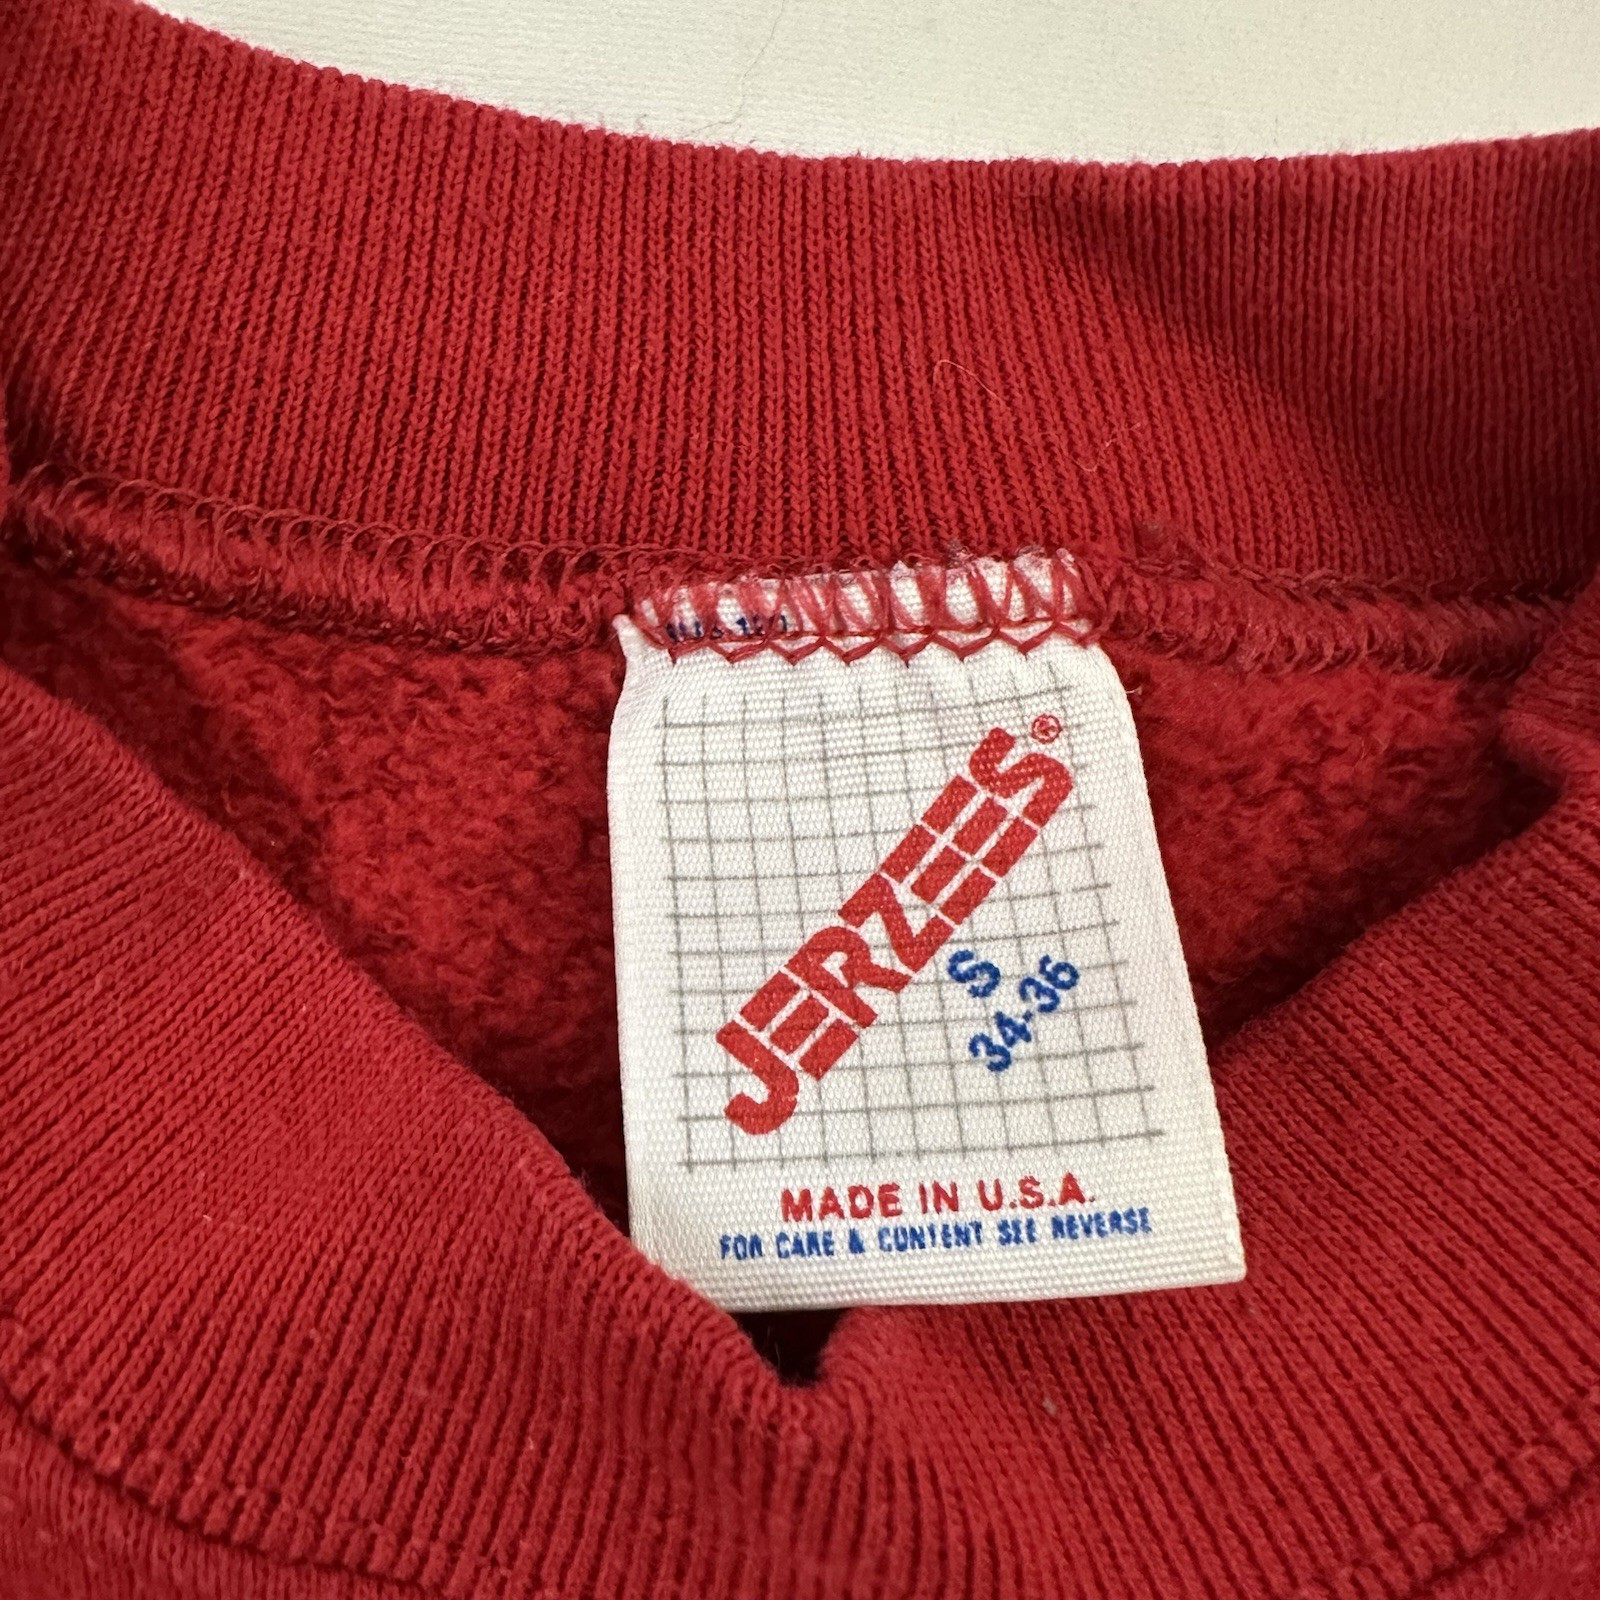 JERZEES®
S
34-36
MADE IN U.S.A.
FOR CARE & CONTENT SEE REVERSE